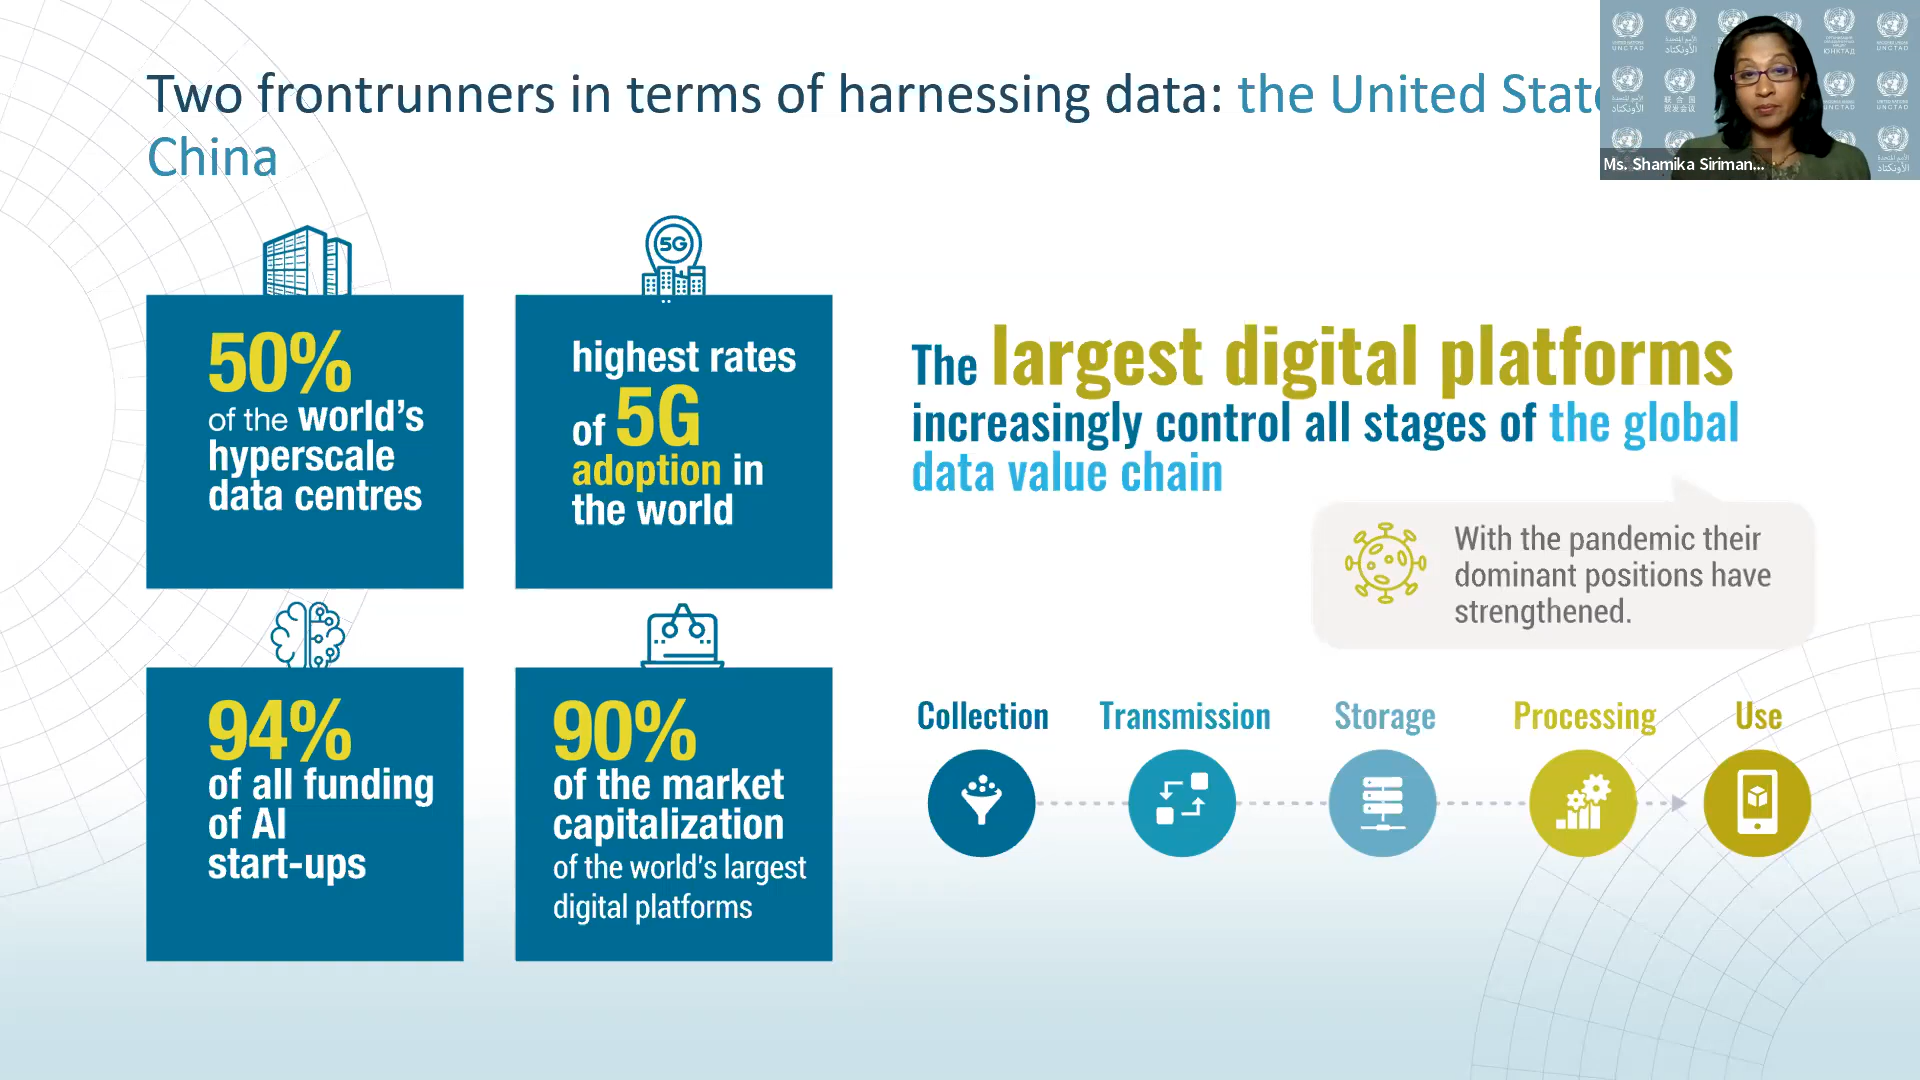 Two frontrunners in terms of harnessing data: the United
China
Ms. Shamika Siriman...
5G
50%
of the world's
hyperscale
data centres
highest rates
of 5G
adoption in
the world
94%
of all funding
of AI
start-ups
90%
of the market
capitalization
of the world's largest
digital platforms
The largest digital platforms
increasingly control all stages of the global
data value chain
With the pandemic their
dominant positions have
strengthened.
Collection
Transmission
Storage
Processing
Use
UNCTAD